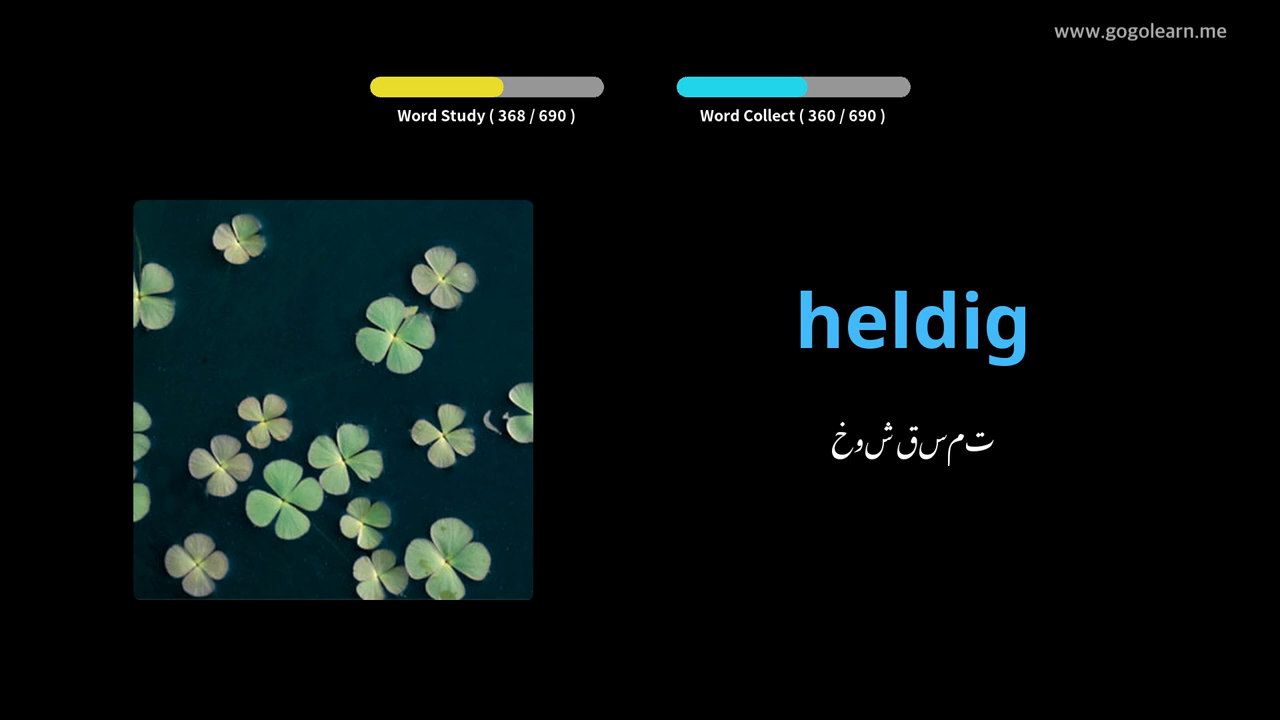 www.gogolearn.me
Word Study ( 368 / 690 )
Word Collect ( 360 / 690 )
heldig
خوش قسمت